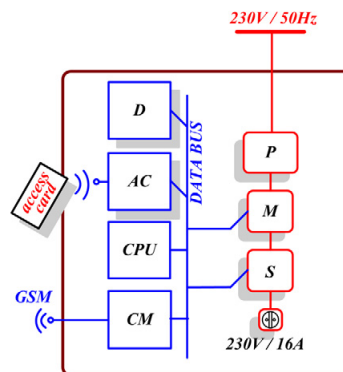 230V / 50Hz
D
DATA BUS
P
access
card
AC
M
CPU
S
GSM
CM
230V / 16A